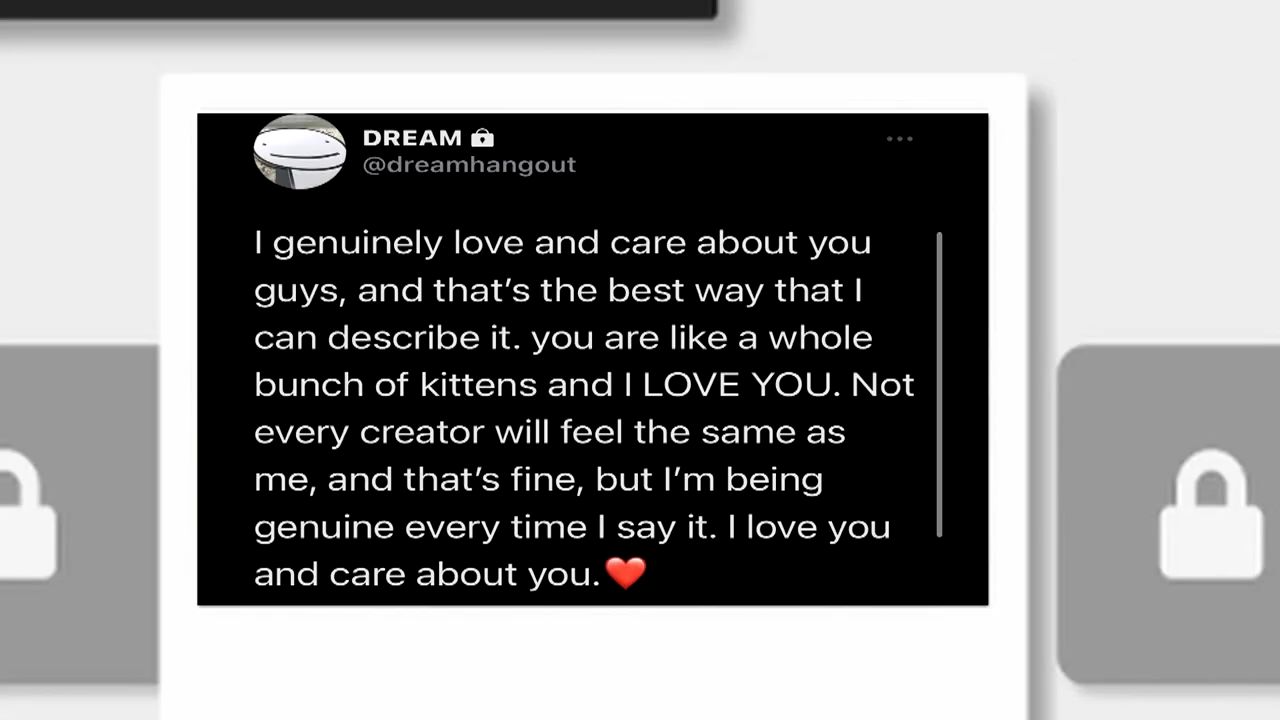 DREAM
@dreamhangout
I genuinely love and care about you
guys, and that’s the best way that I
can describe it. you are like a whole
bunch of kittens and I LOVE YOU. Not
every creator will feel the same as
me, and that’s fine, but I’m being
genuine every time I say it. I love you
and care about you.❤️